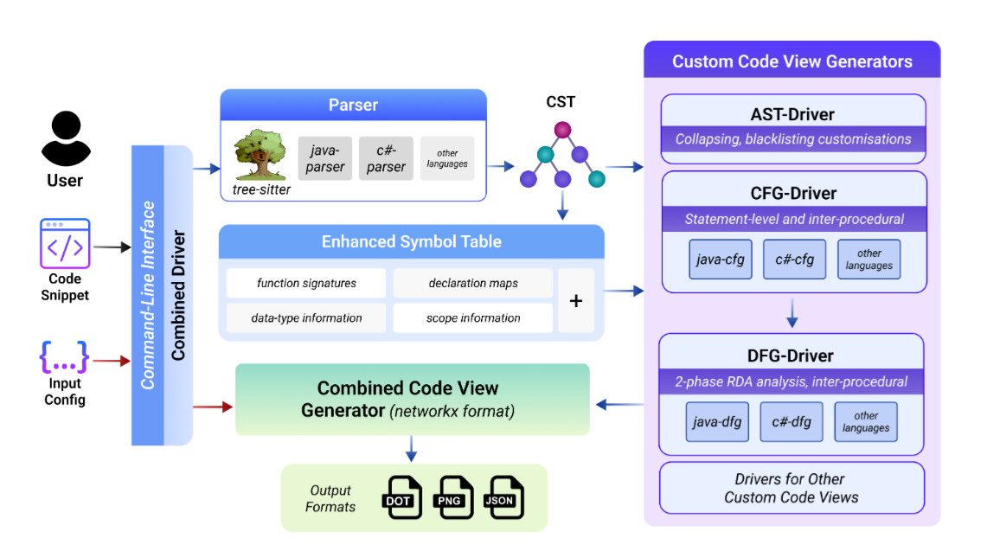 User
</>
Code
Snippet
{...}
Input
Config
Command-Line Interface
Combined Driver
Parser
tree-sitter
java-
parser
c#-
parser
other
languages
CST
Enhanced Symbol Table
function signatures
declaration maps
data-type information
scope information
+
Combined Code View
Generator (networkx format)
Output
Formats
DOT
PNG
JSON
Custom Code View Generators
AST-Driver
Collapsing, blacklisting customisations
CFG-Driver
Statement-level and inter-procedural
java-cfg
c#-cfg
other
languages
DFG-Driver
2-phase RDA analysis, inter-procedural
java-dfg
c#-dfg
other
languages
Drivers for Other
Custom Code Views